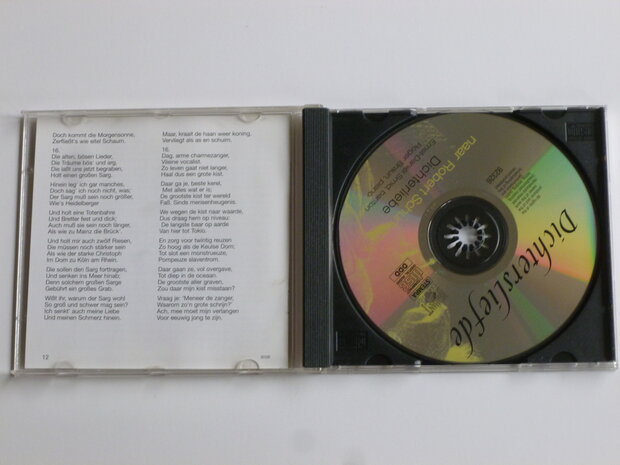 Doch kommt die Morgensonne,
Zerfließt's wie eitel Schaum.
16.
Die alten, bösen Lieder,
Die Träume bös' und arg,
Die laßt uns jetzt begraben,
Holt einen großen Sarg.
Hinein leg' ich gar manches,
Doch sag' ich noch nicht, was;
Der Sarg muß sein noch größer,
Wie's Heidelberger
Und holt eine Totenbahre
Und Bretter fest und dick;
Auch muß sie sein noch länger,
Als wie zu Mainz die Brück'.
Und holt mir auch zwölf Riesen,
Die müssen noch stärker sein
Als wie der starke Christoph
Im Dom zu Köln am Rhein.
Die sollen den Sarg forttragen,
Und senken ins Meer hinab;
Denn solchem großen Sarge
Gebührt ein großes Grab.
Wißt ihr, warum der Sarg wohl
So groß und schwer mag sein?
Ich senkt' auch meine Liebe
Und meinen Schmerz hinein.
12
Maar, kraait de haan weer koning,
Vervliegt als as en schuim.
16.
Dag, arme charmezanger,
Vileine vocalist.
Zo leven gaat niet langer,
Haal dus een grote kist.
Daar ga je, beste kerel,
Met alles wat er is;
De grootste kist ter wereld
Faß. Sinds mensenheugenis.
We wegen de kist naar waarde,
Dus draag hem op niveau:
De langste baar op aarde
Van hier tot Tokio.
En zorg voor twintig reuzen
Zo hoog als de Keulse Dom;
Tot slot een monstrueuze,
Pompeuze slavendrom.
Daar gaan ze, vol overgave,
Tot diep in de oceaan.
De grootste aller graven.
Zou daar mijn kist misstaan?
Vraag je: 'Meneer de zanger,
Waarom zo'n grote schrijn?'
Ach, mee moet mijn verlangen
Voor eeuwig jong te zijn.
Dichtersliefde
naar Robert
Dichterliebe
STEMRA
DDD